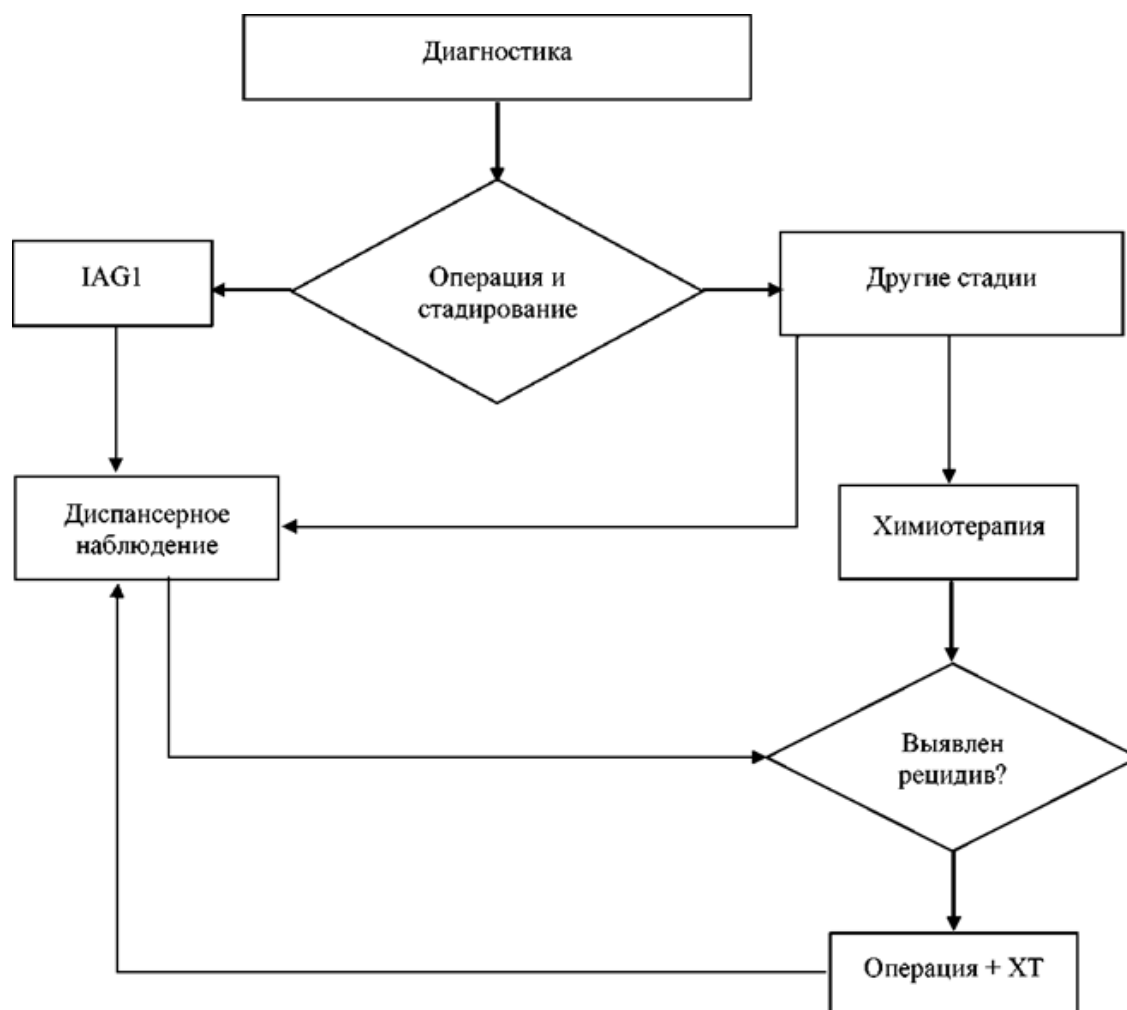 Диагностика
IAG1
Операция и
стадирование
Другие стадии
Диспансерное
наблюдение
Химиотерапия
Выявлен
рецидив?
Операция + ХТ